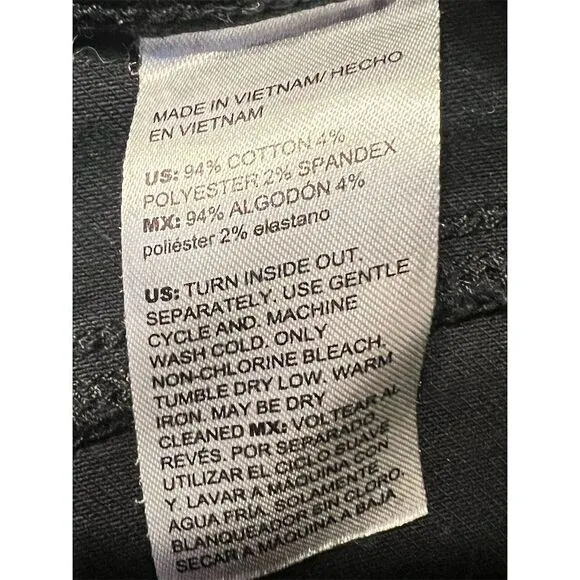 MADE IN VIETNAM/ HECHO
EN VIETNAM
US: 94% COTTON 4%
POLYESTER 2% SPANDEX
MX: 94% ALGODÓN 4%
poliéster 2% elastano
US: TURN INSIDE OUT,
SEPARATELY. USE GENTLE
CYCLE AND. MACHINE
WASH COLD. ONLY
NON-CHLORINE BLEACH,
TUMBLE DRY LOW. WARM
IRON. MAY BE DRY
CLEANED MX: VOLTEAR AL
REVÉS. POR SEPARADO.
UTILIZAR EL CICLO SUAVE
Y. LAVAR A MÁQUINA CON
AGUA FRÍA. SOLAMENTE
BLANQUEADOR SIN CLORO.
SECAR A MÁQUINA A BAJA